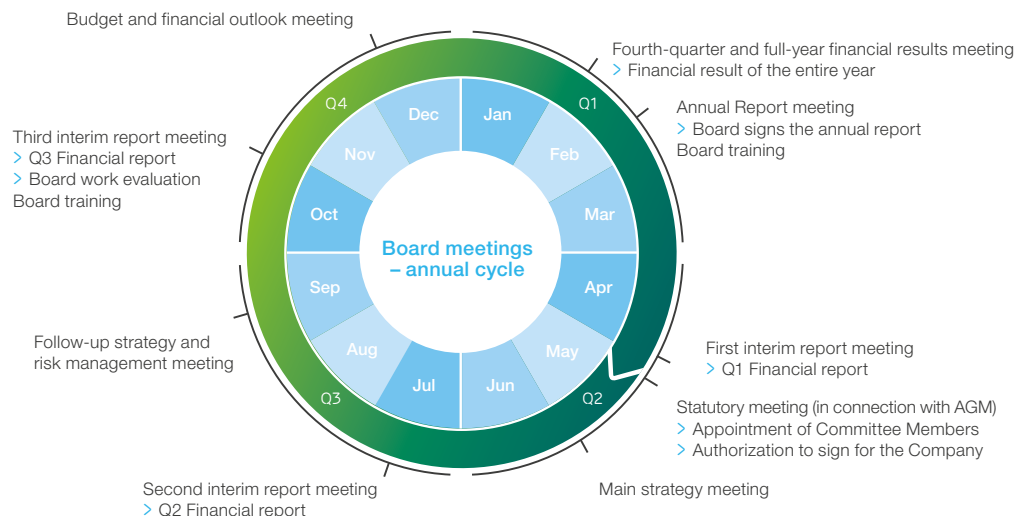 Budget and financial outlook meeting
Fourth-quarter and full-year financial results meeting
> Financial result of the entire year
Annual Report meeting
> Board signs the annual report
Board training
Third interim report meeting
> Q3 Financial report
> Board work evaluation
Board training
Q4
Q1
Dec
Jan
Nov
Feb
Oct
Mar
Board meetings
– annual cycle
Sep
Apr
Aug
May
Jul
Jun
Q3
Q2
Follow-up strategy and
risk management meeting
First interim report meeting
> Q1 Financial report
Statutory meeting (in connection with AGM)
> Appointment of Committee Members
> Authorization to sign for the Company
Second interim report meeting
> Q2 Financial report
Main strategy meeting